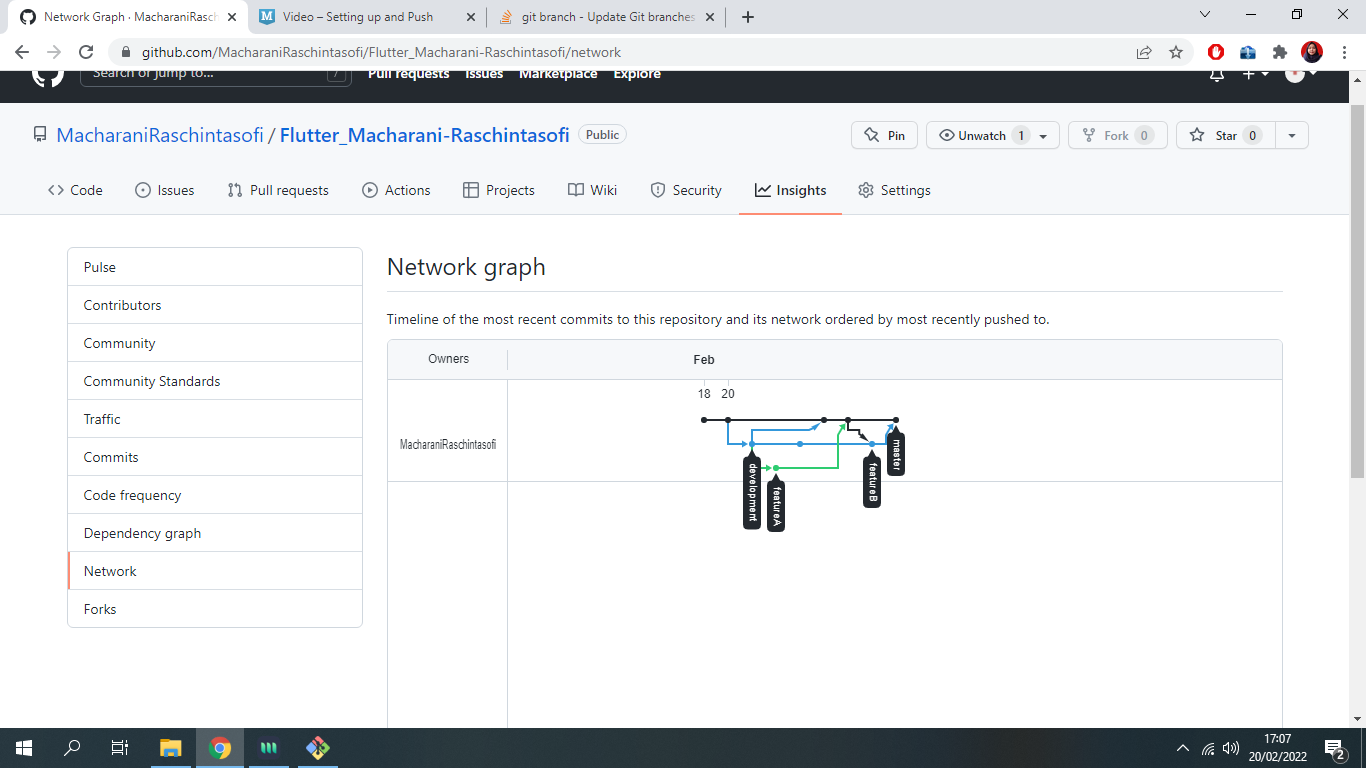 Network Graph · MacharaniRasch
Video – Setting up and Push
git branch - Update Git branches
github.com/MacharaniRaschintasofi/Flutter_Macharani-Raschintasofi/network
Search or jump to...
/
Pull requests
Issues
Marketplace
Explore
MacharaniRaschintasofi / Flutter_Macharani-Raschintasofi
Public
Pin
Unwatch 1
Fork 0
Star 0
Code
Issues
Pull requests
Actions
Projects
Wiki
Security
Insights
Settings
Pulse
Contributors
Community
Community Standards
Traffic
Commits
Code frequency
Dependency graph
Network
Forks
Network graph
Timeline of the most recent commits to this repository and its network ordered by most recently pushed to.
Owners
Feb
18 20
MacharaniRaschintasofi
master
development
featureB
featureA
17:07
20/02/2022
2